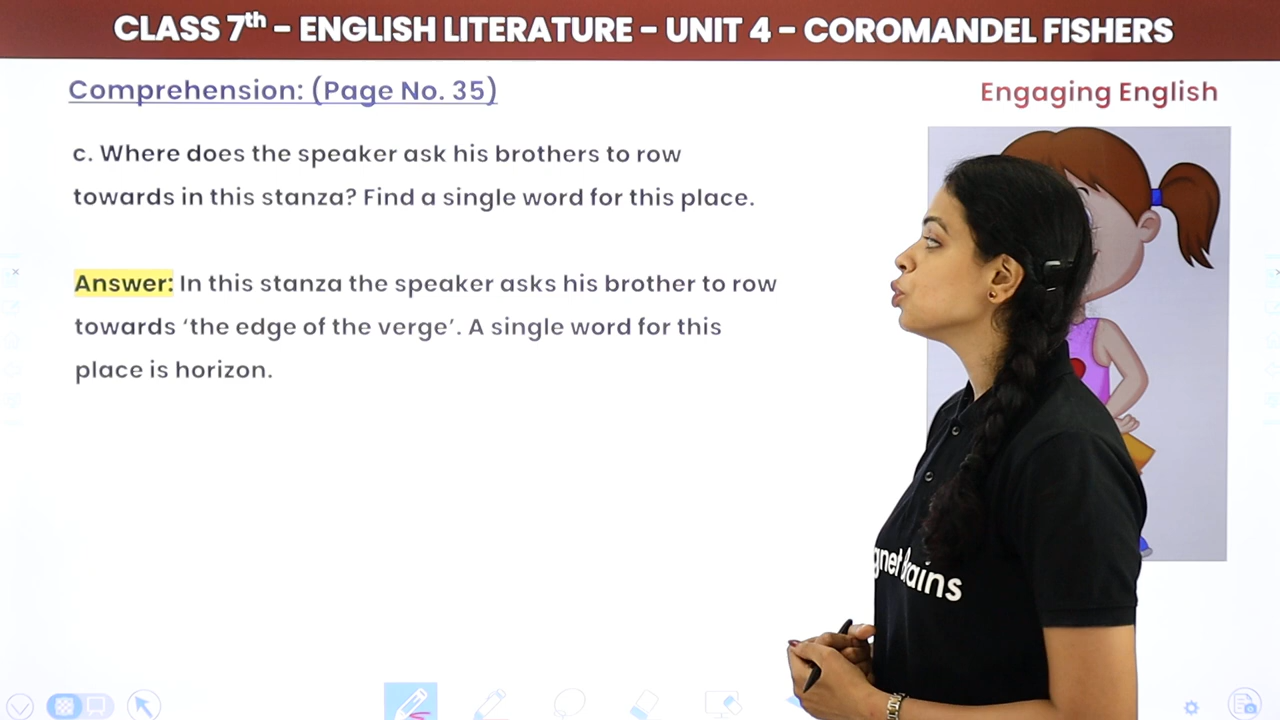 CLASS 7th - ENGLISH LITERATURE - UNIT 4 - COROMANDEL FISHERS
Comprehension: (Page No. 35)
Engaging English
c. Where does the speaker ask his brothers to row
towards in this stanza? Find a single word for this place.
Answer: In this stanza the speaker asks his brother to row
towards ‘the edge of the verge’. A single word for this
place is horizon.